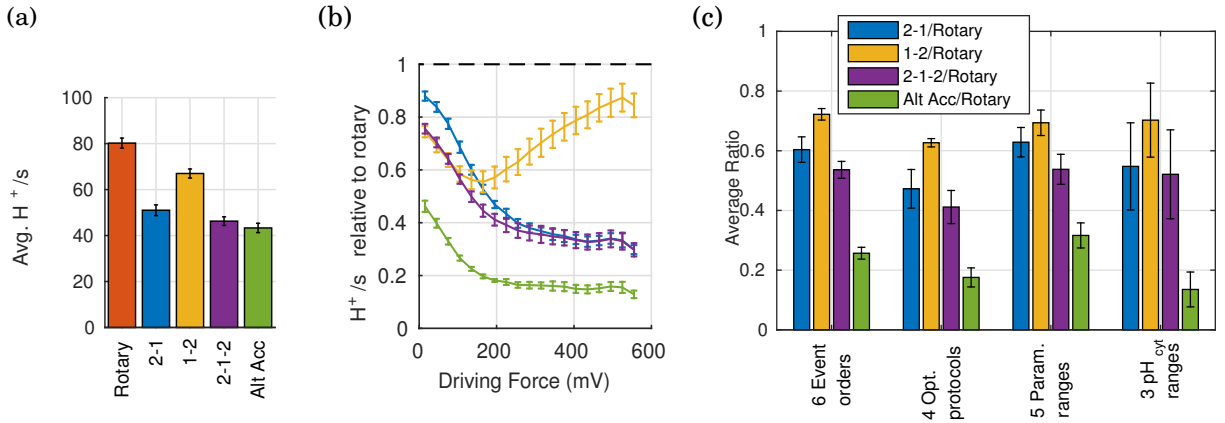 (a)
Avg. H+/s
100
80
60
40
20
0
Rotary
2-1
1-2
2-1-2
Alt Acc
(b)
H+/s relative to rotary
1
0.8
0.6
0.4
0.2
0
0
200
400
600
Driving Force (mV)
(c)
2-1/Rotary
1-2/Rotary
2-1-2/Rotary
Alt Acc/Rotary
Average Ratio
1
0.8
0.6
0.4
0.2
0
6 Event
orders
4 Opt.
protocols
5 Param.
ranges
3 pHcyt
ranges